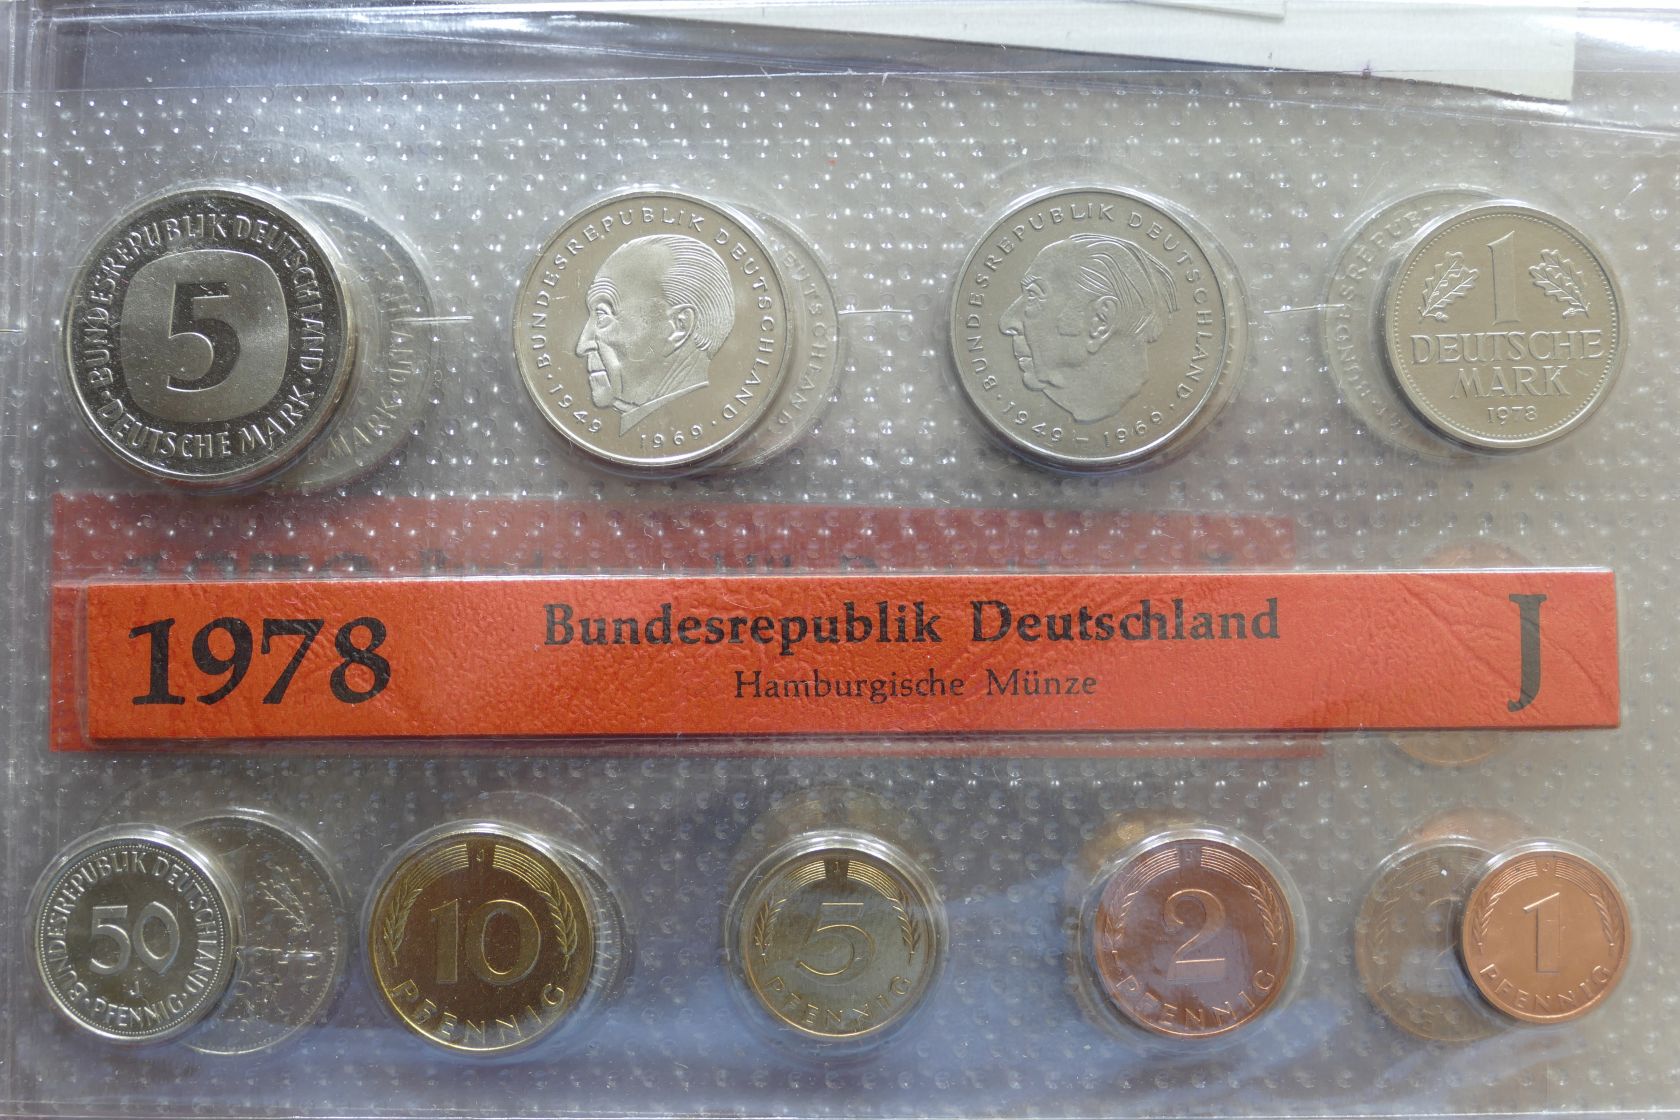 BUNDESREPUBLIK DEUTSCHLAND
5
DEUTSCHE MARK
BUNDESREPUBLIK DEUTSCHLAND
1949 1969
BUNDESREPUBLIK DEUTSCHLAND
1949 - 1969
1
DEUTSCHE
MARK
1978
1978 Bundesrepublik Deutschland J
Hamburgische Münze
BUNDESREPUBLIK DEUTSCHLAND
50
J
PFENNIG
J
10
PFENNIG
J
5
PFENNIG
J
2
PFENNIG
J
1
PFENNIG